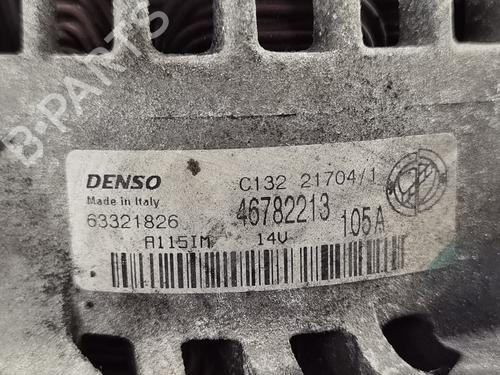 B-PARTS
DENSO C132 21704/1
Made in Italy 46782213
63321826 105A
A115IM 14V